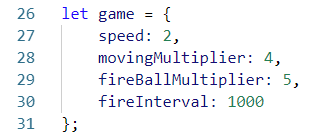 26 let game = {
27 speed: 2,
28 movingMultiplier: 4,
29 fireBallMultiplier: 5,
30 fireInterval: 1000
31 };